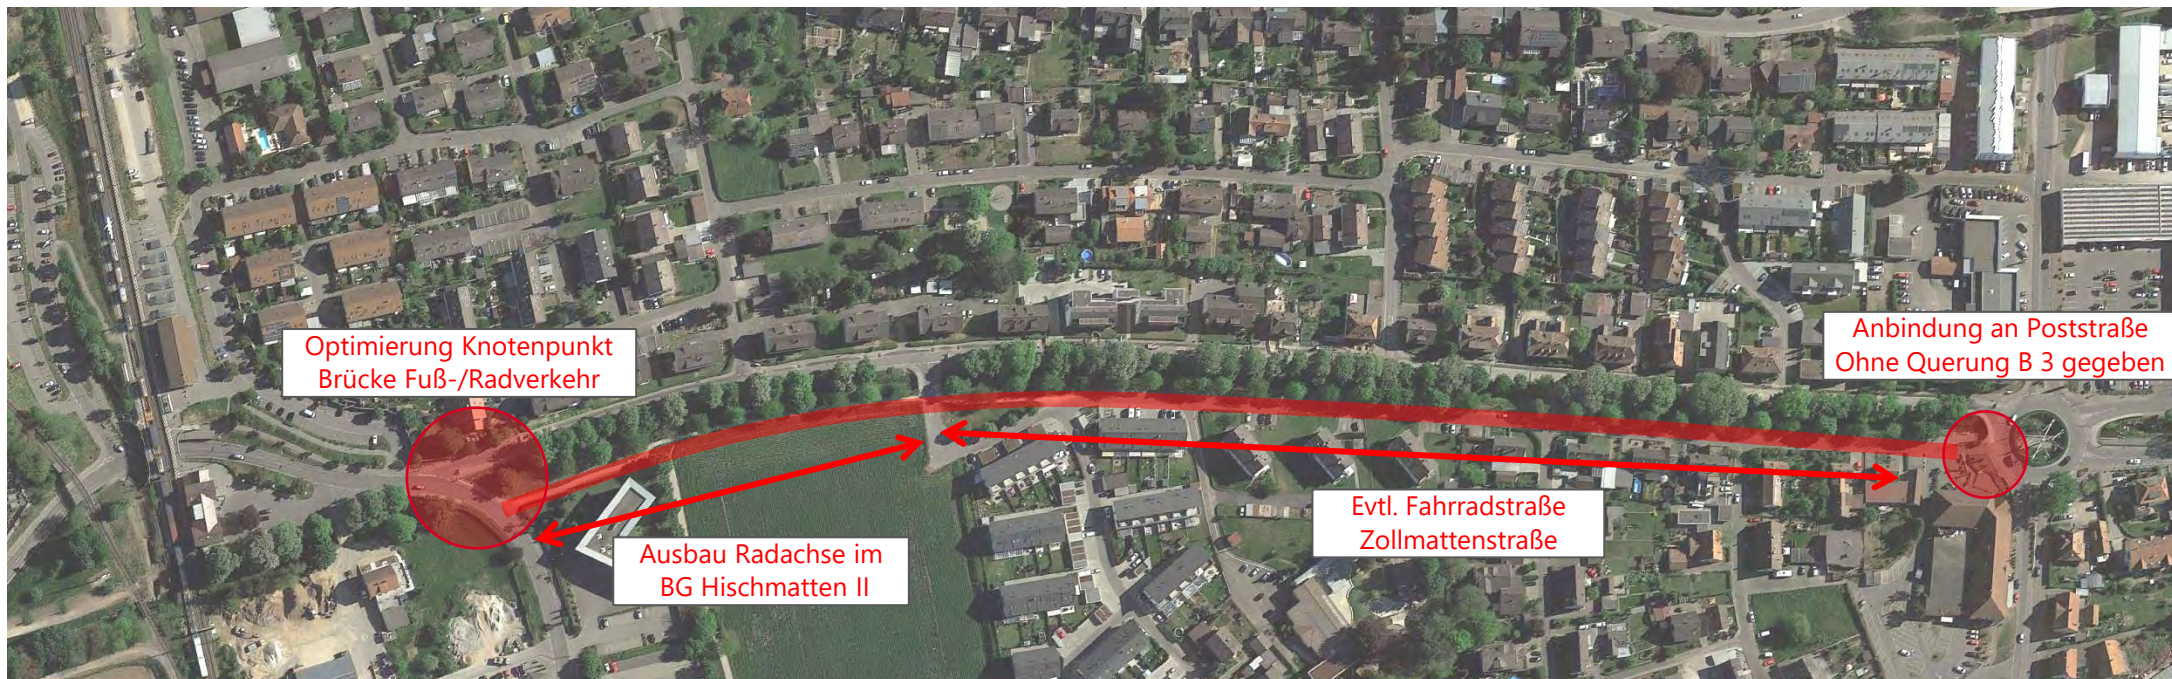 Optimierung Knotenpunkt
Brücke Fuß-/Radverkehr
Anbindung an Poststraße
Ohne Querung B 3 gegeben
Evtl. Fahrradstraße
Zollmattenstraße
Ausbau Radachse im
BG Hischmatten II